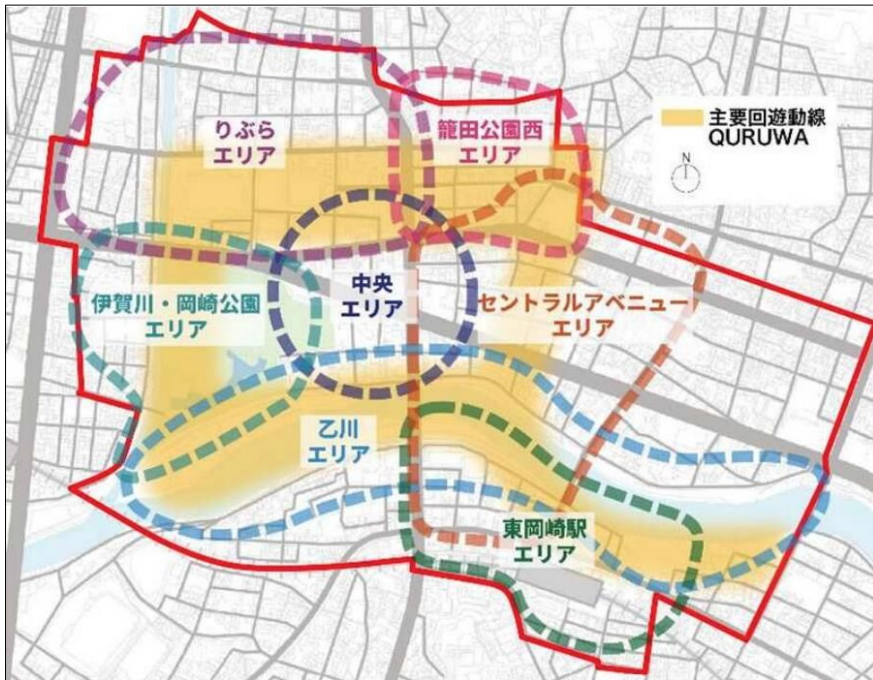 りぶら
エリア
籠田公園西
エリア
主要回遊動線
QURUWA
N
伊賀川・岡崎公園
エリア
中央
エリア
セントラルアベニュー
エリア
乙川
エリア
東岡崎駅
エリア